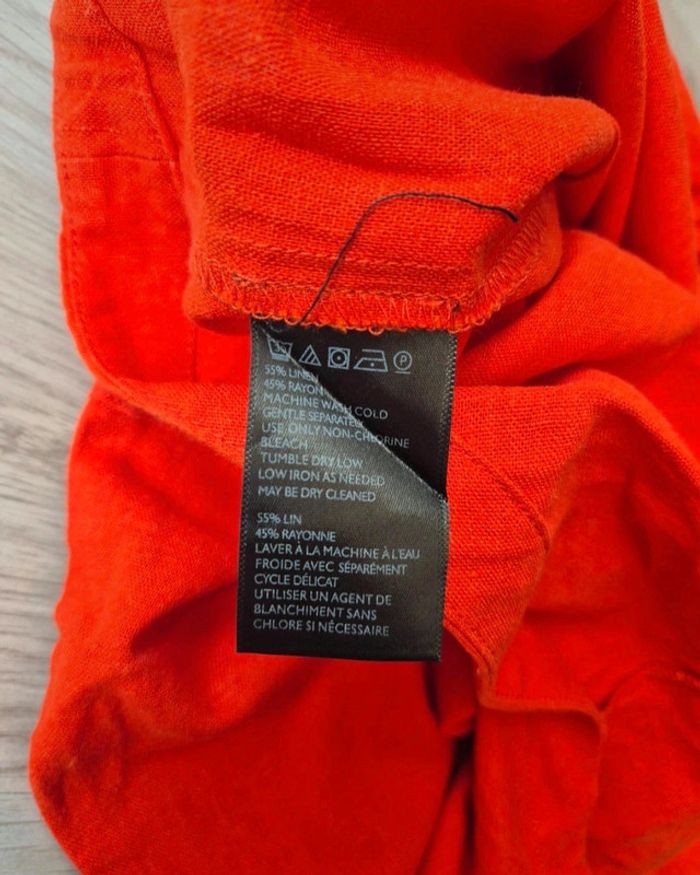 55% LINEN
45% RAYON
MACHINE WASH COLD
GENTLE SEPARATELY
USE ONLY NON-CHLORINE
BLEACH
TUMBLE DRY LOW
LOW IRON AS NEEDED
MAY BE DRY CLEANED
55% LIN
45% RAYONNE
LAVER À LA MACHINE À L'EAU
FROIDE AVEC SÉPARÉMENT
CYCLE DÉLICAT
UTILISER UN AGENT DE
BLANCHIMENT SANS
CHLORE SI NÉCESSAIRE